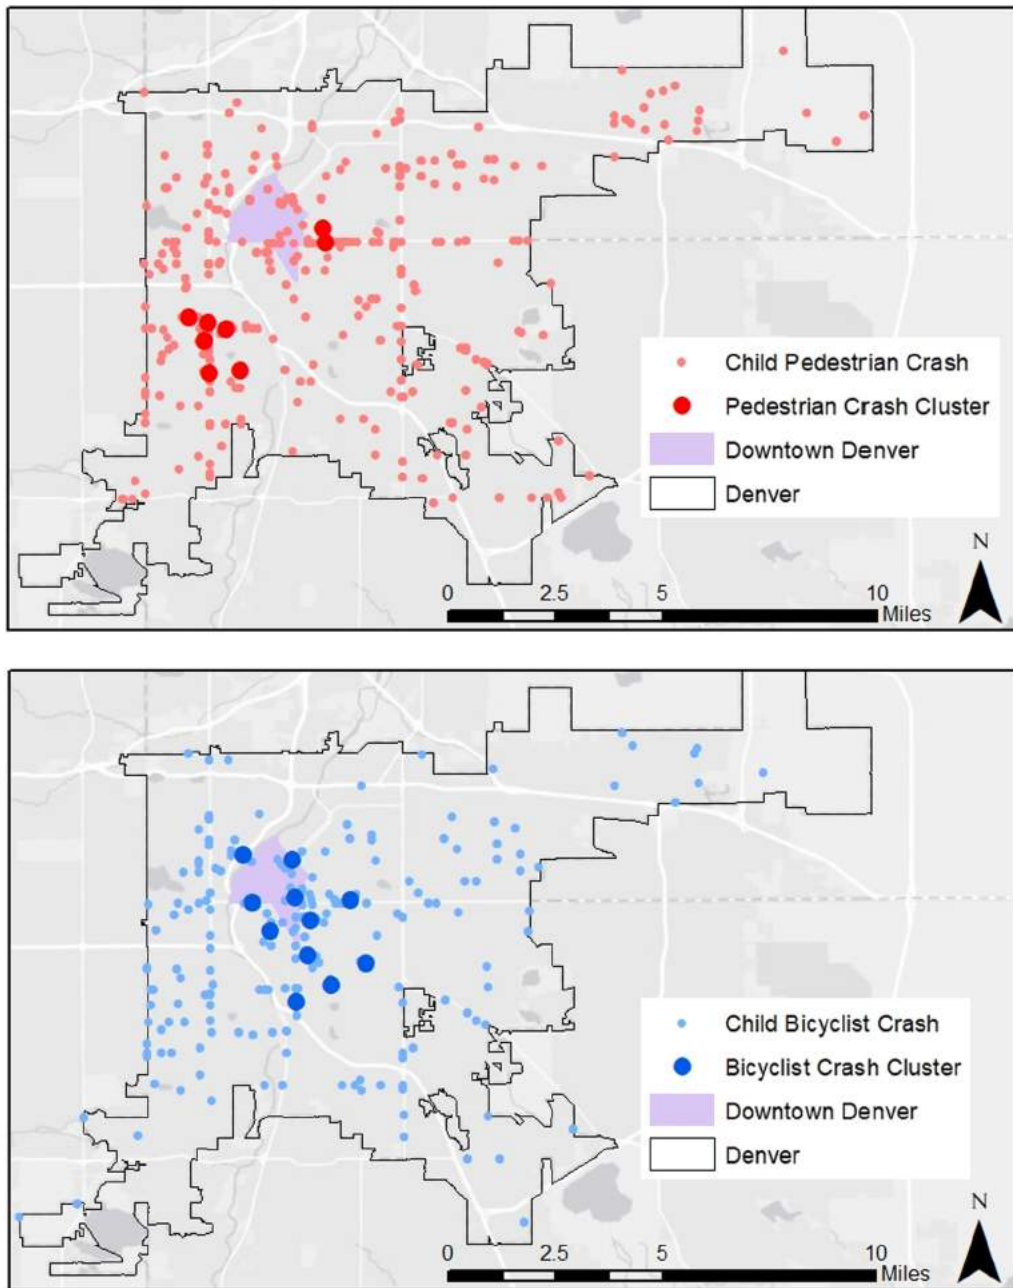 Child Pedestrian Crash
Pedestrian Crash Cluster
Downtown Denver
Denver
N
0 2.5 5 10
Miles
Child Bicyclist Crash
Bicyclist Crash Cluster
Downtown Denver
Denver
N
0 2.5 5 10
Miles